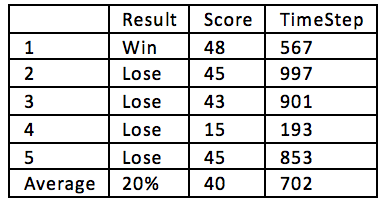 Result Score TimeStep
1 Win 48 567
2 Lose 45 997
3 Lose 43 901
4 Lose 15 193
5 Lose 45 853
Average 20% 40 702